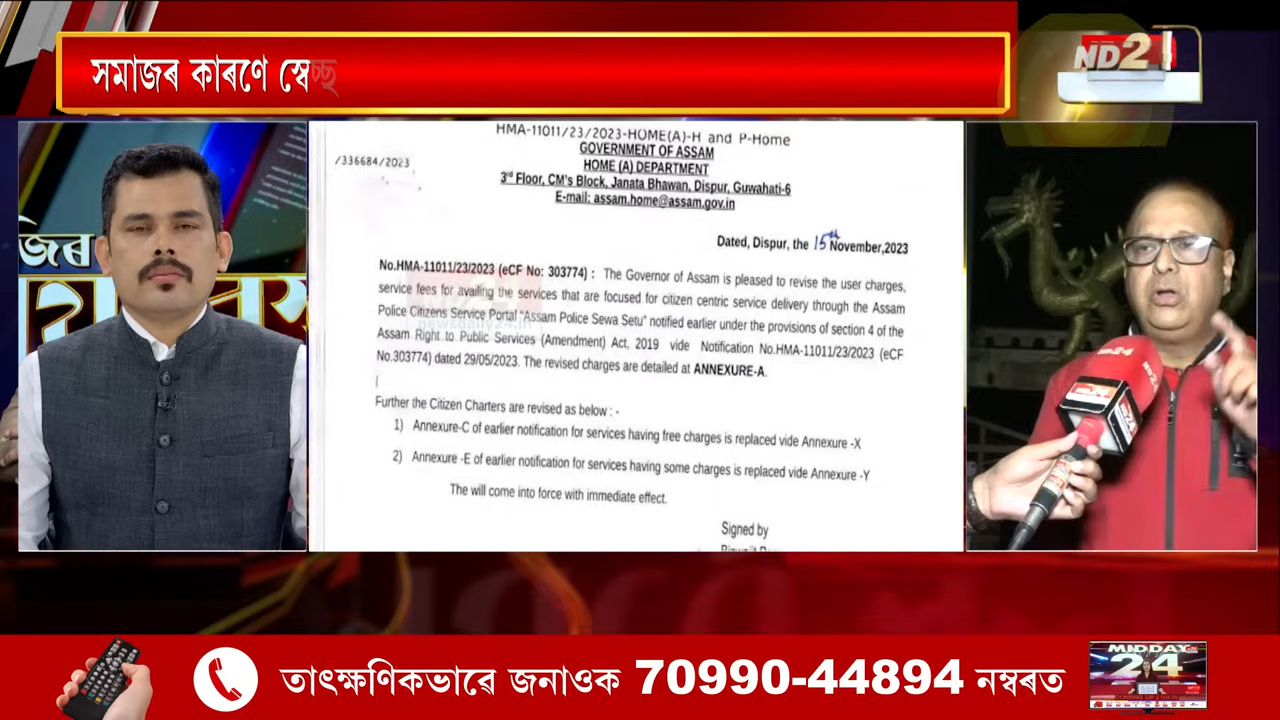 সমাজৰ কাৰণে স্বেচ্ছ
ND24
HMA-11011/23/2023-HOME(A)-H and P-Home
/336684/2023
GOVERNMENT OF ASSAM
HOME (A) DEPARTMENT
3rd Floor, CM's Block, Janata Bhawan, Dispur, Guwahati-6
E-mail: assam.home@assam.gov.in
Dated, Dispur, the 15th November,2023
No.HMA-11011/23/2023 (eCF No: 303774) : The Governor of Assam is pleased to revise the user charges,
service fees for availing the services that are focused for citizen centric service delivery through the Assam
Police Citizens Service Portal "Assam Police Sewa Setu" notified earlier under the provisions of section 4 of the
Assam Right to Public Services (Amendment) Act, 2019 vide Notification No.HMA-11011/23/2023 (eCF
No.303774) dated 29/05/2023. The revised charges are detailed at ANNEXURE-A.
Further the Citizen Charters are revised as below : -
1) Annexure-C of earlier notification for services having free charges is replaced vide Annexure -X
2) Annexure -E of earlier notification for services having some charges is replaced vide Annexure -Y
The will come into force with immediate effect.
Signed by
newsdaily24.in
জিৰ
ND24
তাৎক্ষণিকভাৱে জনাওক 70990-44894 নম্বৰত
MIDDAY
24